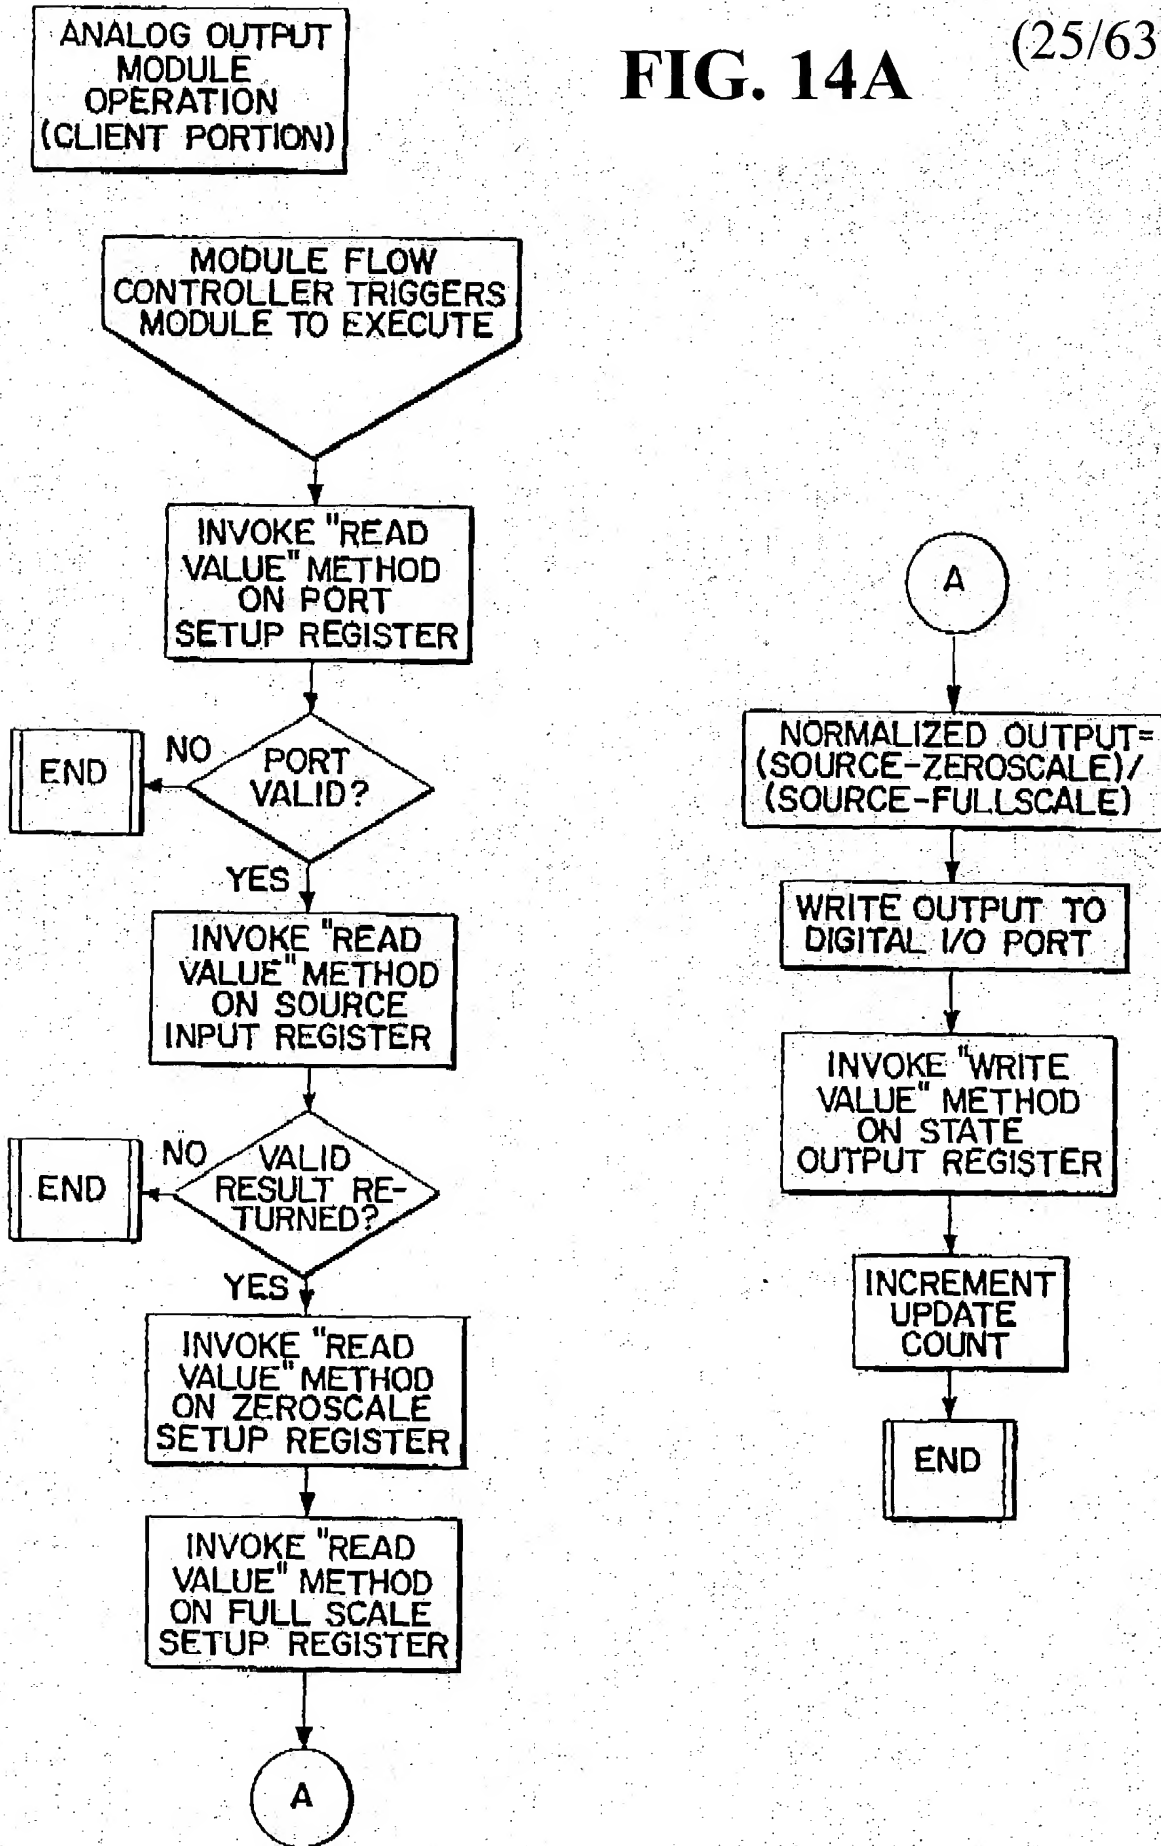 ANALOG OUTPUT
MODULE
OPERATION
(CLIENT PORTION)
FIG. 14A
(25/63
MODULE FLOW
CONTROLLER TRIGGERS
MODULE TO EXECUTE
INVOKE "READ
VALUE" METHOD
ON PORT
SETUP REGISTER
PORT
VALID?
NO
END
YES
INVOKE "READ
VALUE" METHOD
ON SOURCE
INPUT REGISTER
VALID
RESULT RE-
TURNED?
NO
END
YES
INVOKE "READ
VALUE" METHOD
ON ZEROSCALE
SETUP REGISTER
INVOKE "READ
VALUE" METHOD
ON FULL SCALE
SETUP REGISTER
A
A
NORMALIZED OUTPUT=
(SOURCE-ZEROSCALE)/
(SOURCE-FULLSCALE)
WRITE OUTPUT TO
DIGITAL I/O PORT
INVOKE "WRITE
VALUE" METHOD
ON STATE
OUTPUT REGISTER
INCREMENT
UPDATE
COUNT
END